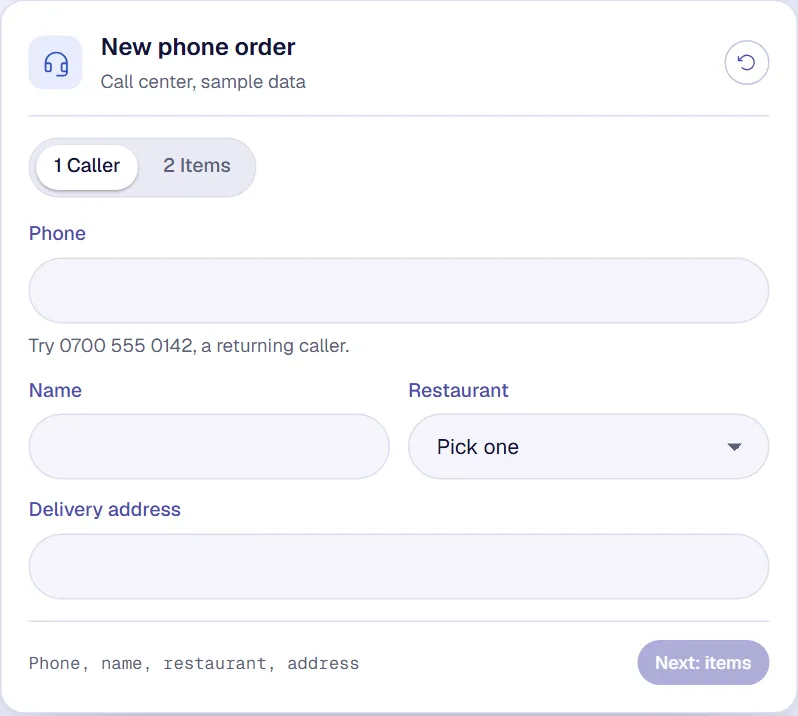 New phone order
Call center, sample data
1 Caller
2 Items
Phone
Try 0700 555 0142, a returning caller.
Name
Restaurant
Pick one
Delivery address
Phone, name, restaurant, address
Next: items